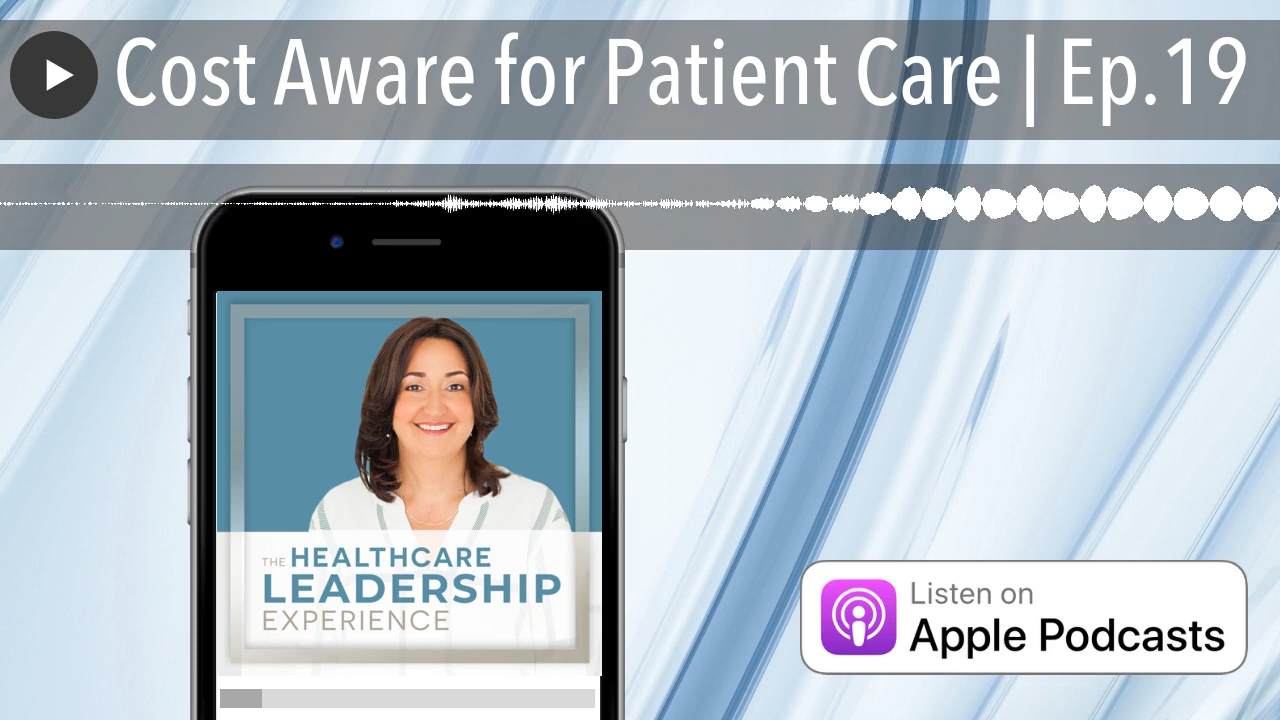 Cost Aware for Patient Care | Ep.19
THE HEALTHCARE
LEADERSHIP
EXPERIENCE
Listen on
Apple Podcasts